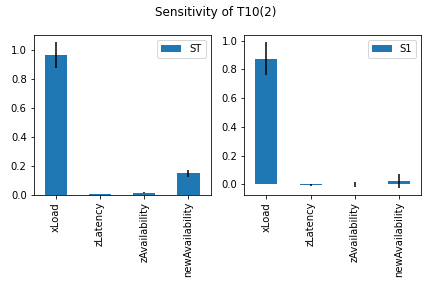 Sensitivity of T10(2)
ST
1.0
0.8
0.6
0.4
0.2
0.0
xLoad
zLatency
zAvailability
newAvailability
S1
1.0
0.8
0.6
0.4
0.2
0.0
xLoad
zLatency
zAvailability
newAvailability